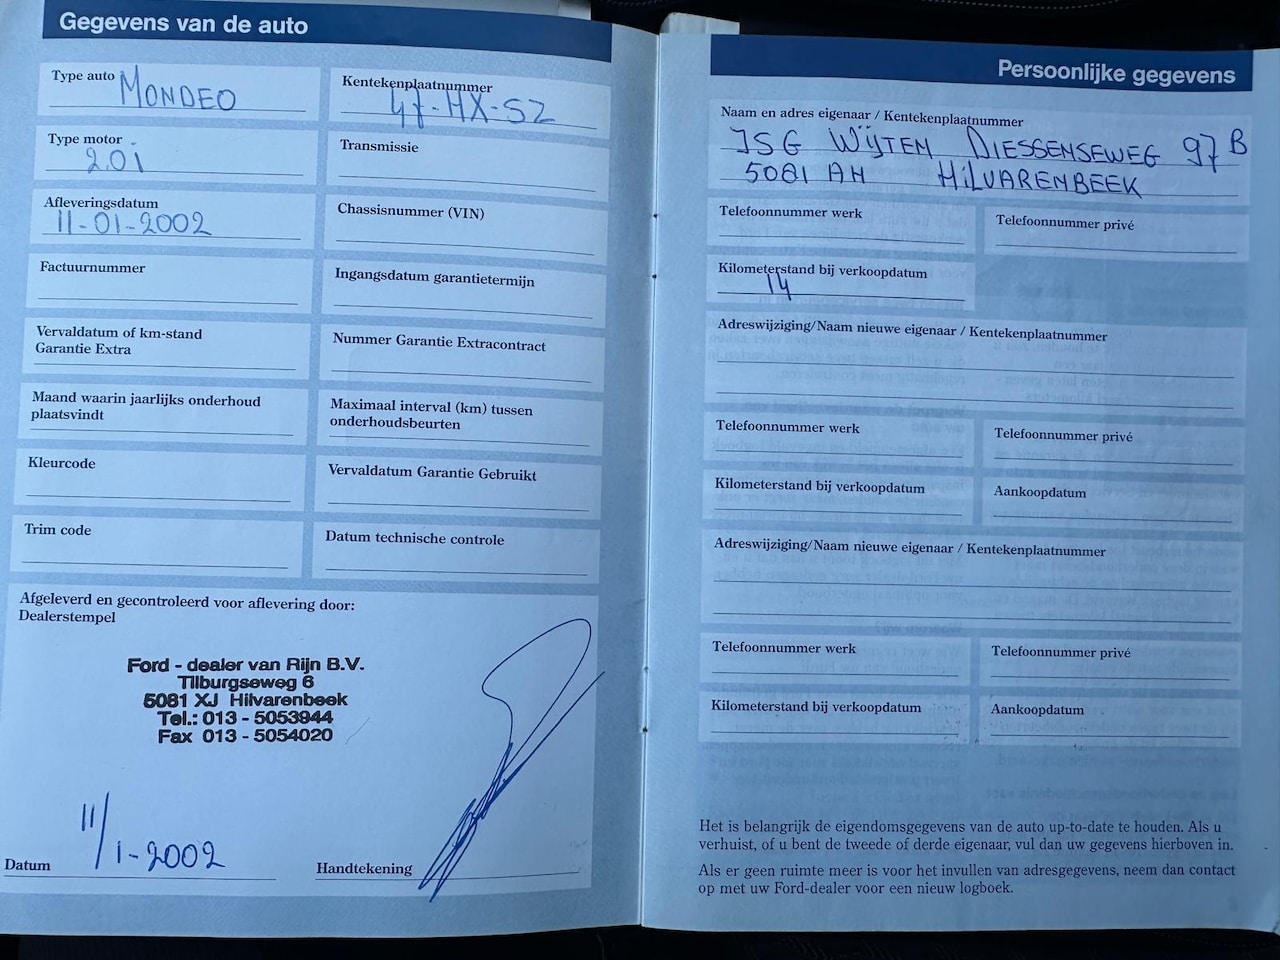 Gegevens van de auto
Type auto MONDEO
Kentekenplaatnummer 47-HX-SZ
Type motor 2.0i
Transmissie
Afleveringsdatum 11-01-2002
Chassisnummer (VIN)
Factuurnummer
Ingangsdatum garantietermijn
Vervaldatum of km-stand
Garantie Extra
Nummer Garantie Extracontract
Maand waarin jaarlijks onderhoud
plaatsvindt
Maximaal interval (km) tussen
onderhoudsbeurten
Kleurcode
Vervaldatum Garantie Gebruikt
Trim code
Datum technische controle
Afgeleverd en gecontroleerd voor aflevering door:
Dealerstempel
Ford - dealer van Rijn B.V.
Tilburgseweg 6
5081 XJ Hilvarenbeek
Tel.: 013 - 5053944
Fax 013 - 5054020
Datum 11/1-2002
Handtekening
Persoonlijke gegevens
Naam en adres eigenaar / Kentekenplaatnummer
JSG WijTEN DIESSENSEWEG 97 B
5081 AH HiLVARENBEEK
Telefoonnummer werk
Telefoonnummer privé
Kilometerstand bij verkoopdatum
14
Adreswijziging/Naam nieuwe eigenaar / Kentekenplaatnummer
Telefoonnummer werk
Telefoonnummer privé
Kilometerstand bij verkoopdatum
Aankoopdatum
Adreswijziging/Naam nieuwe eigenaar / Kentekenplaatnummer
Telefoonnummer werk
Telefoonnummer privé
Kilometerstand bij verkoopdatum
Aankoopdatum
Het is belangrijk de eigendomsgegevens van de auto up-to-date te houden. Als u
verhuist, of u bent de tweede of derde eigenaar, vul dan uw gegevens hierboven in.
Als er geen ruimte meer is voor het invullen van adresgegevens, neem dan contact
op met uw Ford-dealer voor een nieuw logboek.